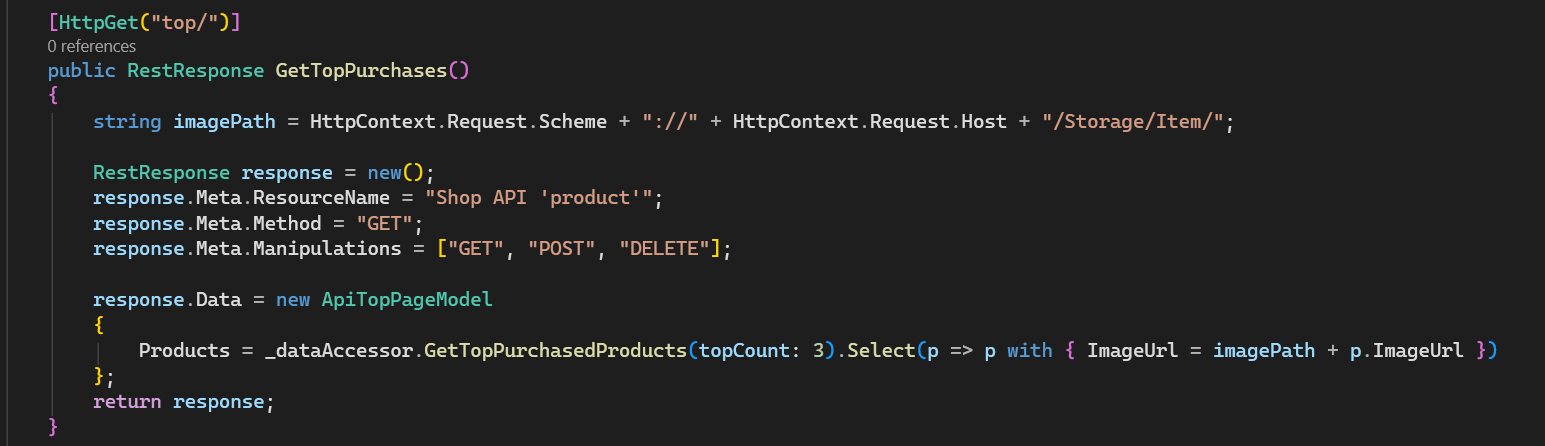 [HttpGet("top/")]
0 references
public RestResponse GetTopPurchases()
{
string imagePath = HttpContext.Request.Scheme + "://" + HttpContext.Request.Host + "/Storage/Item/";
RestResponse response = new();
response.Meta.ResourceName = "Shop API 'product'";
response.Meta.Method = "GET";
response.Meta.Manipulations = ["GET", "POST", "DELETE"];
response.Data = new ApiTopPageModel
{
Products = _dataAccessor.GetTopPurchasedProducts(topCount: 3).Select(p => p with { ImageUrl = imagePath + p.ImageUrl })
};
return response;
}